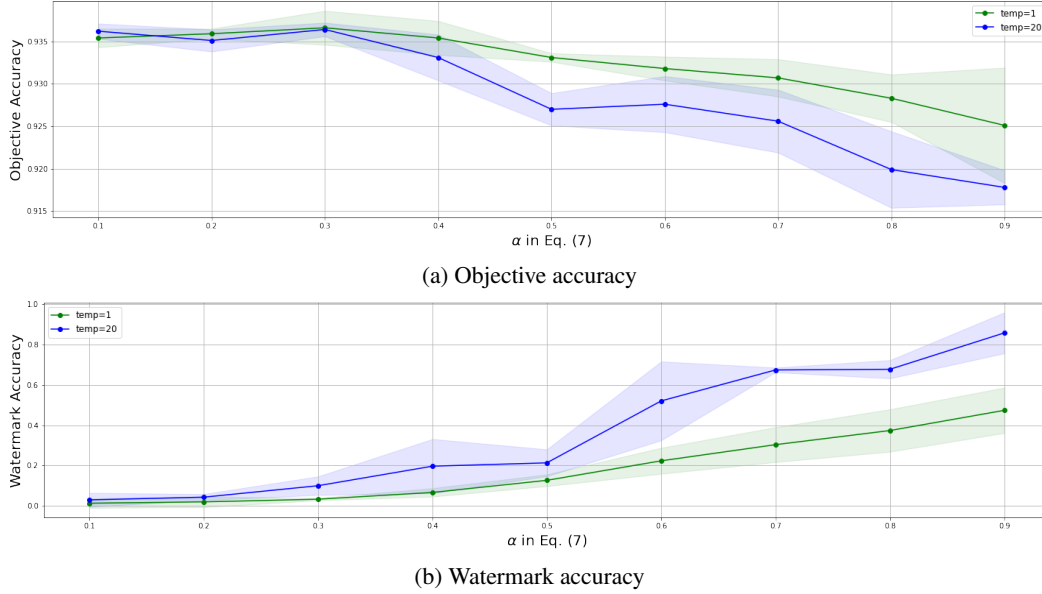 Objective Accuracy
0.935
0.930
0.925
0.920
0.915
temp=1
temp=20
0.1 0.2 0.3 0.4 0.5 0.6 0.7 0.8 0.9
α in Eq. (7)
(a) Objective accuracy
Watermark Accuracy
1.0
0.8
0.6
0.4
0.2
0.0
temp=1
temp=20
0.1 0.2 0.3 0.4 0.5 0.6 0.7 0.8 0.9
α in Eq. (7)
(b) Watermark accuracy